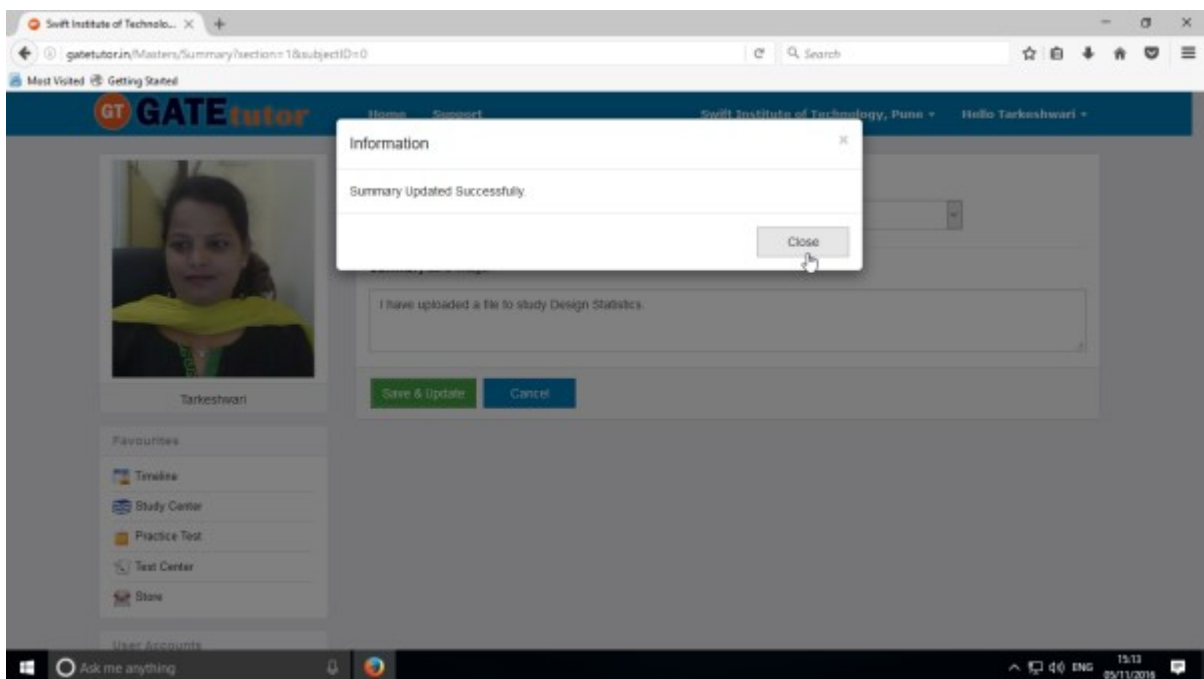 Swift Institute of Technolo...
gatetutor.in/Masters/Summary?section=1&subjectID=0
Search
Most Visited Getting Started
GT GATEtutor
Home Support Swift Institute of Technology, Pune Hello Tarkeshwari
Information
Summary Updated Successfully.
Close
I have uploaded a file to study Design Statistics.
Save & Update Cancel
Tarkeshwari
Favourites
Timeline
Study Center
Practice Test
Test Center
Store
User Accounts
Ask me anything
ENG
15:13
05/11/2016